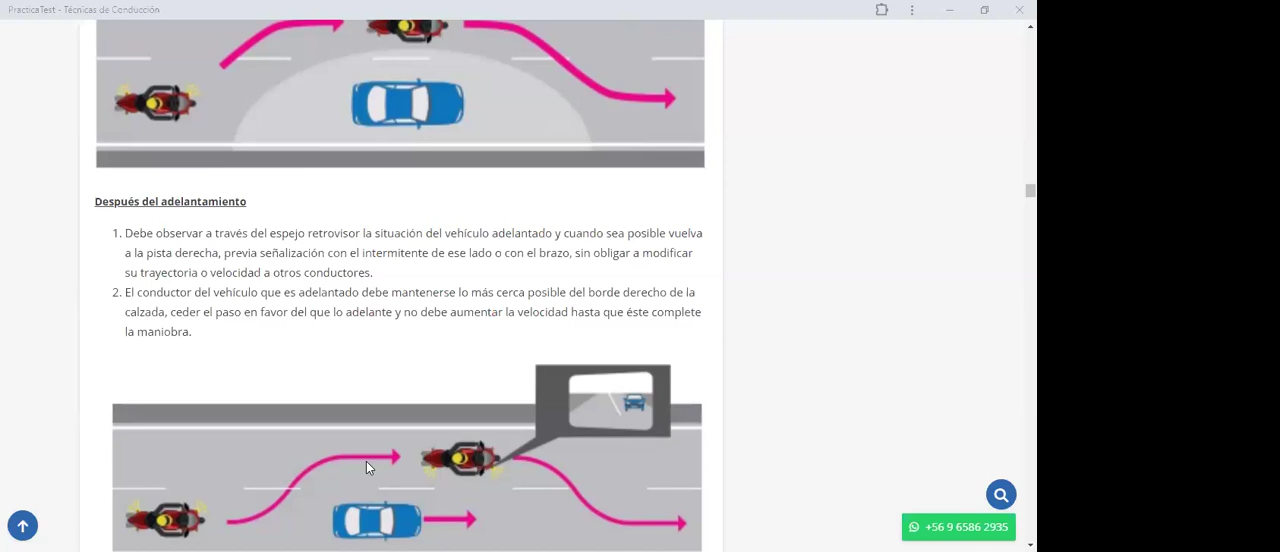 PracticaTest - Técnicas de Conducción
Después del adelantamiento
1. Debe observar a través del espejo retrovisor la situación del vehículo adelantado y cuando sea posible vuelva
a la pista derecha, previa señalización con el intermitente de ese lado o con el brazo, sin obligar a modificar
su trayectoria o velocidad a otros conductores.
2. El conductor del vehículo que es adelantado debe mantenerse lo más cerca posible del borde derecho de la
calzada, ceder el paso en favor del que lo adelante y no debe aumentar la velocidad hasta que éste complete
la maniobra.
+56 9 6586 2935